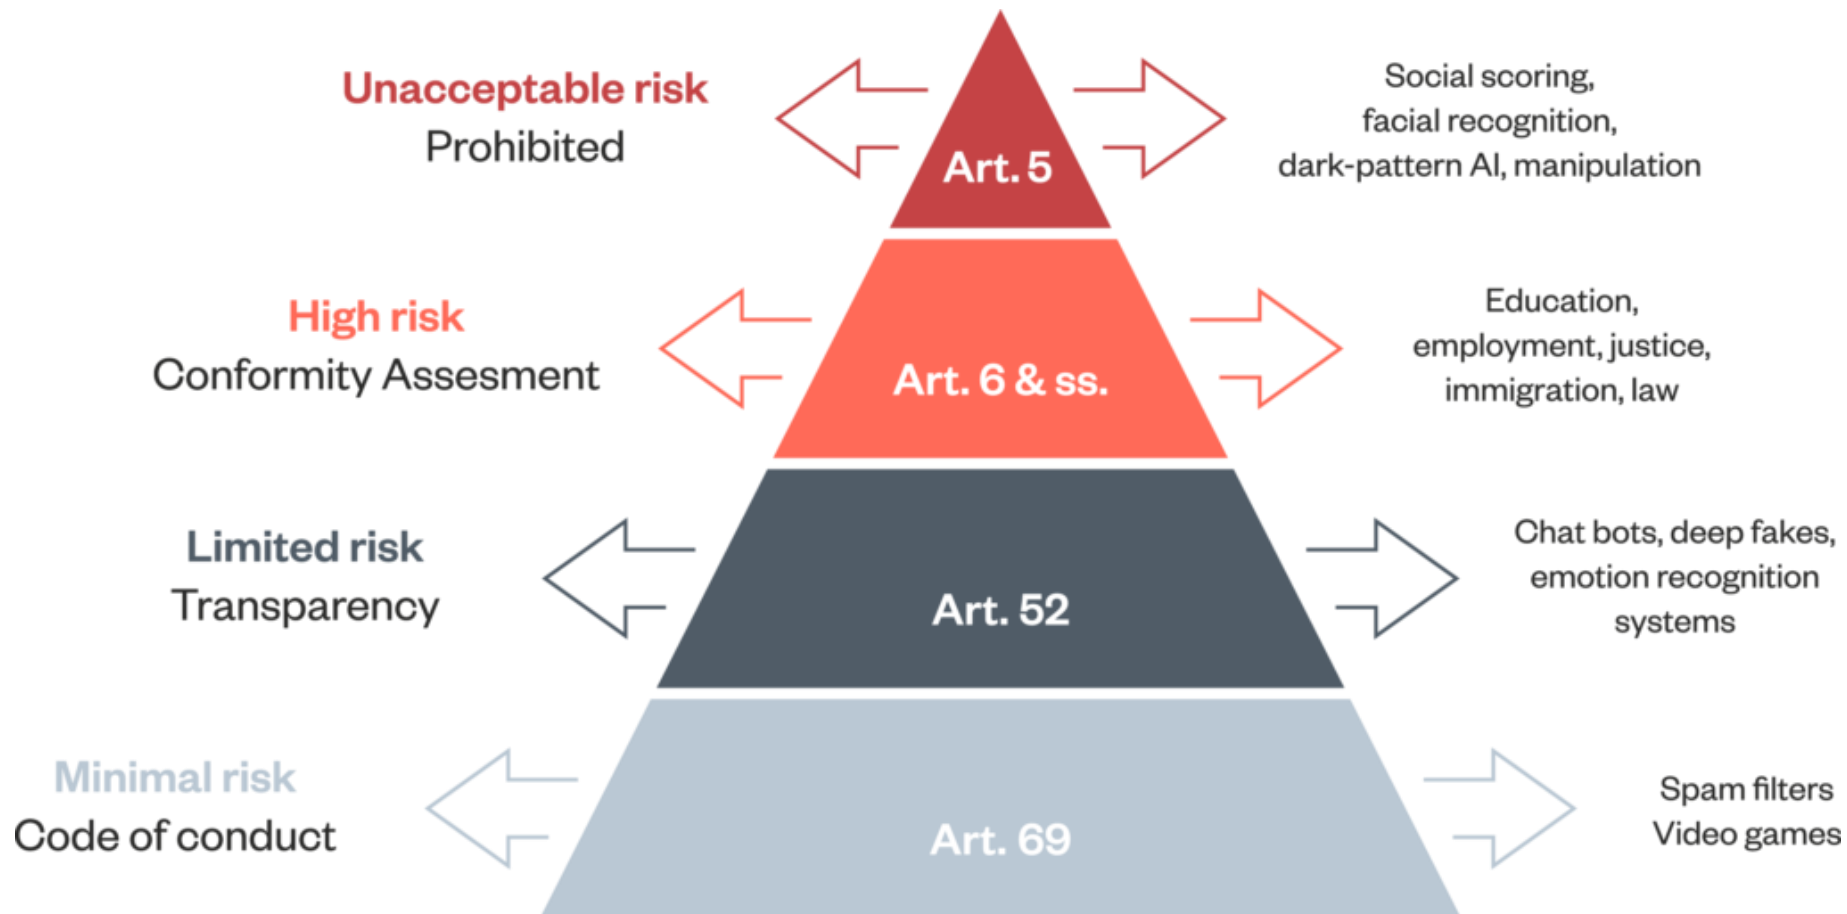 Unacceptable risk
Prohibited
Art. 5
Social scoring,
facial recognition,
dark-pattern AI, manipulation
High risk
Conformity Assesment
Art. 6 & ss.
Education,
employment, justice,
immigration, law
Limited risk
Transparency
Art. 52
Chat bots, deep fakes,
emotion recognition
systems
Minimal risk
Code of conduct
Art. 69
Spam filters
Video games